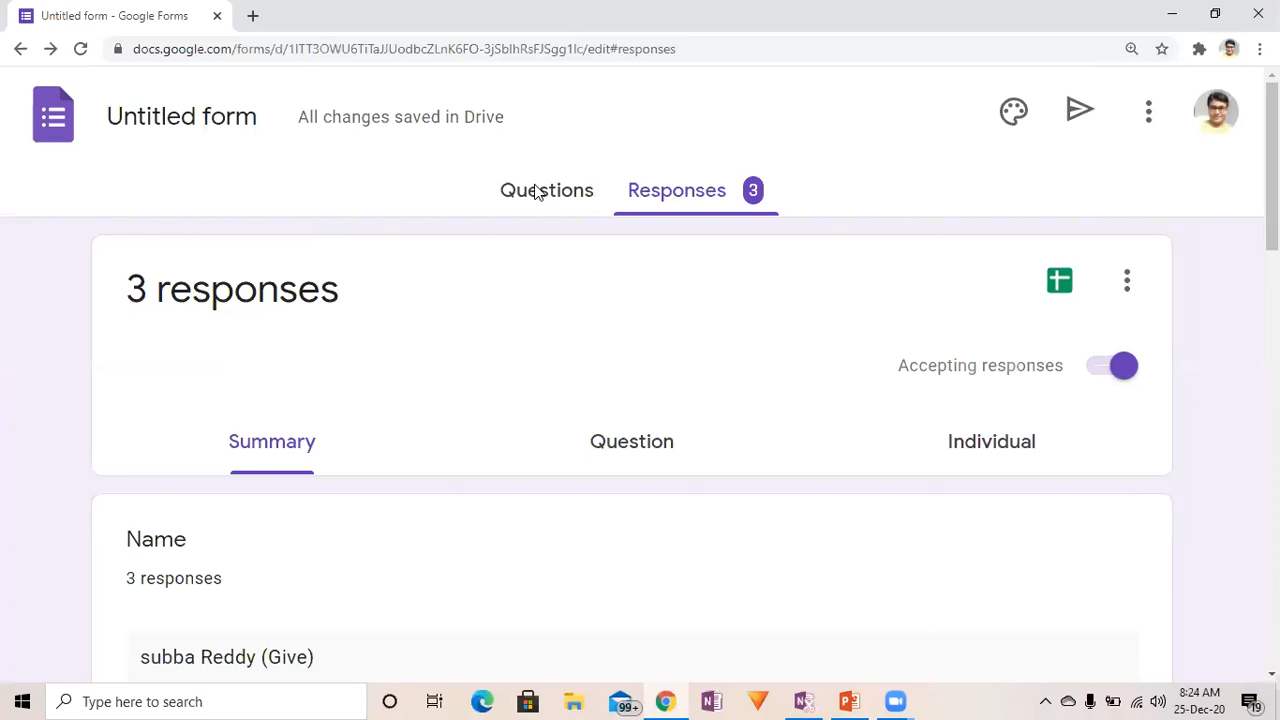 Untitled form - Google Forms
docs.google.com/forms/d/1ITT3OWU6TiTaJJUodbcZLnK6FO-3jSbIhRsFJSgg1Ic/edit#responses
Untitled form
All changes saved in Drive
Questions
Responses
3
3 responses
Accepting responses
Summary
Question
Individual
Name
3 responses
subba Reddy (Give)
Type here to search
99+
8:24 AM
25-Dec-20
19